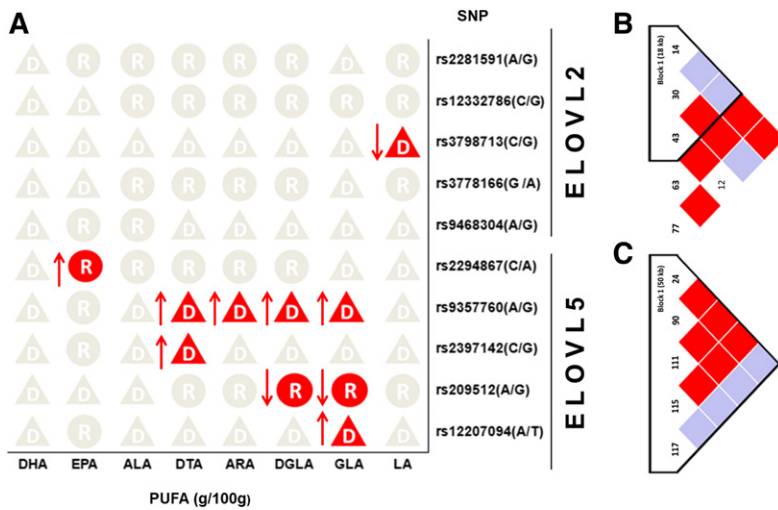 A
SNP
D R R R R R D R rs2281591(A/G)
D D R R R R R R rs12332786(C/G)
D D D D D D D ↓ D rs3798713(C/G)
D D R R R R D R rs3778166(G /A)
D R R D D D D D rs9468304(A/G)
D ↑ R R R R R D D rs2294867(C/A)
D R D ↑ D ↑ D ↑ D ↑ D D rs9357760(A/G)
D R D ↑ D D D D D rs2397142(C/G)
D D D R R ↓ R ↓ R R rs209512(A/G)
D R D D D D ↑ D D rs12207094(A/T)
DHA EPA ALA DTA ARA DGLA GLA LA
PUFA (g/100g)
ELOVL2
ELOVL5
B
Block 1 (18 kb)
14
30
43
63
77
12
C
Block 1 (50 kb)
24
90
111
115
117